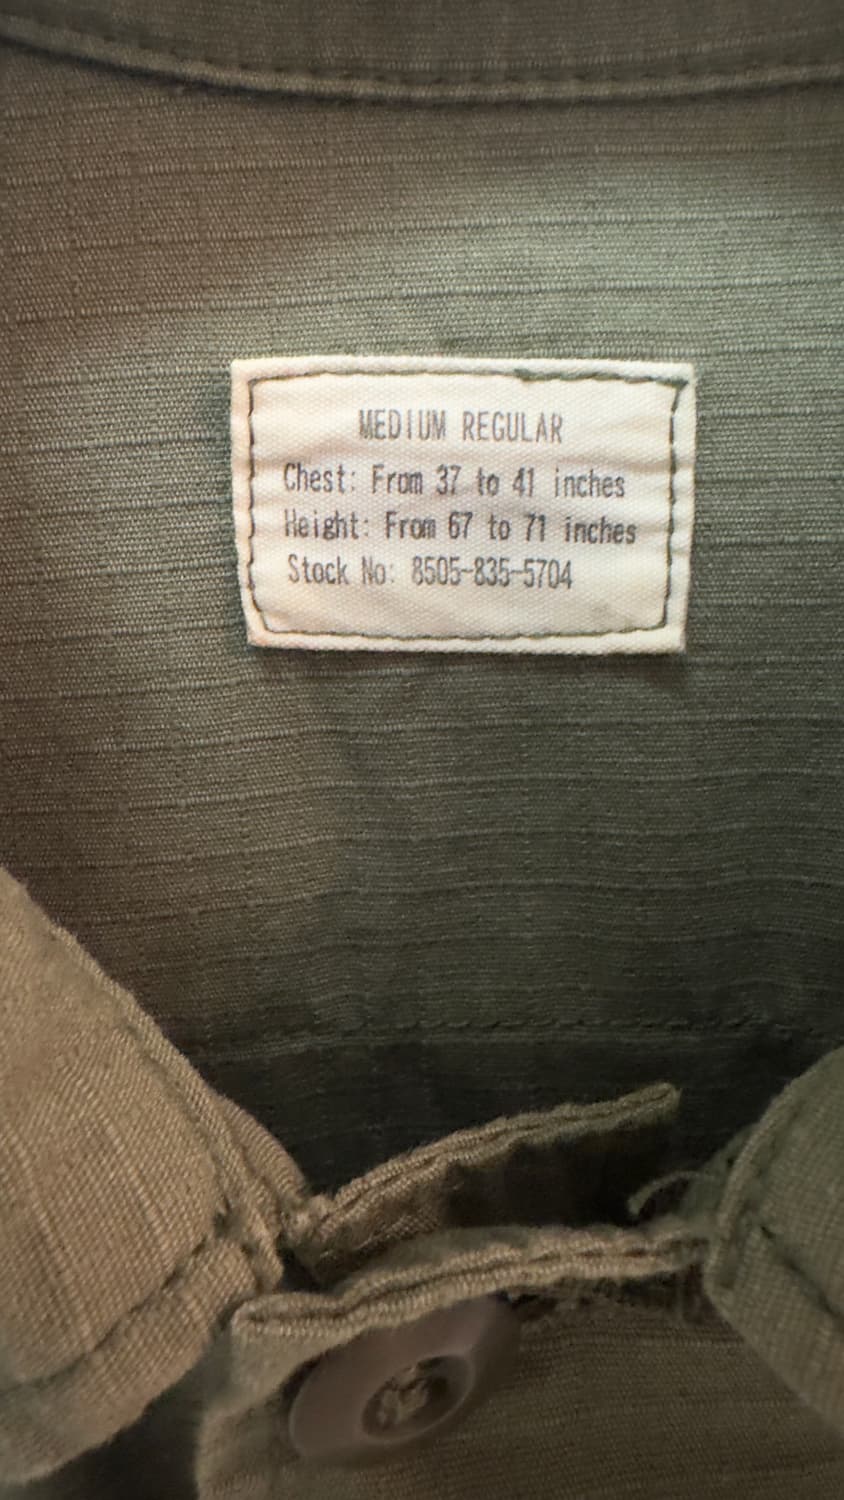 MEDIUM REGULAR
Chest: From 37 to 41 inches
Height: From 67 to 71 inches
Stock No: 8505-835-5704